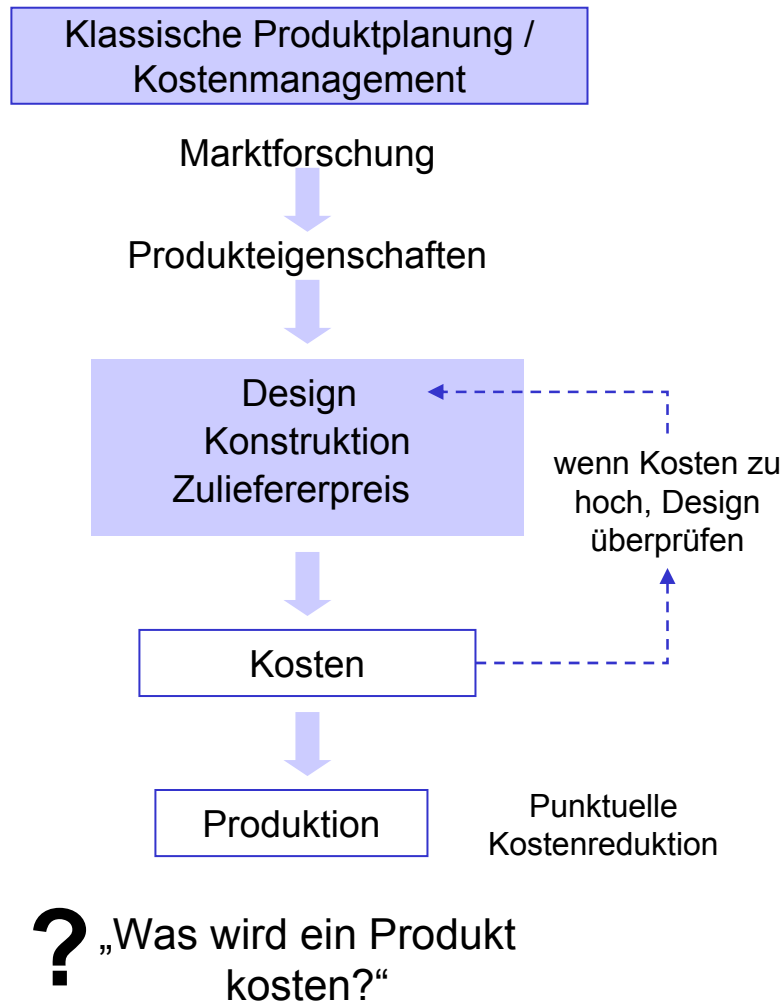 Klassische Produktplanung /
Kostenmanagement
Marktforschung
Produkteigenschaften
Design
Konstruktion
Zuliefererpreis
wenn Kosten zu
hoch, Design
überprüfen
Kosten
Produktion
Punktuelle
Kostenreduktion
? „Was wird ein Produkt
kosten?“